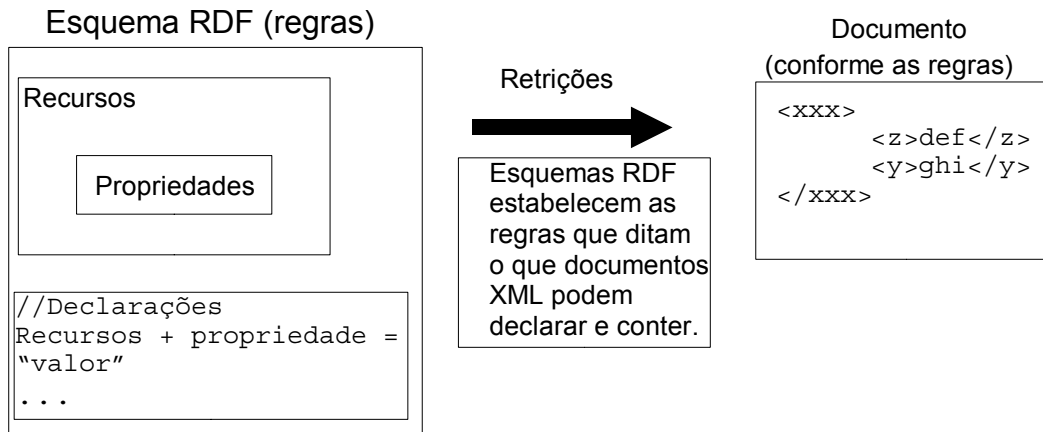 Esquema RDF (regras)
Recursos
Propriedades
//Declarações
Recursos + propriedade =
“valor”
...
Retrições
Esquemas RDF
estabelecem as
regras que ditam
o que documentos
XML podem
declarar e conter.
Documento
(conforme as regras)
<xxx>
<z>def</z>
<y>ghi</y>
</xxx>